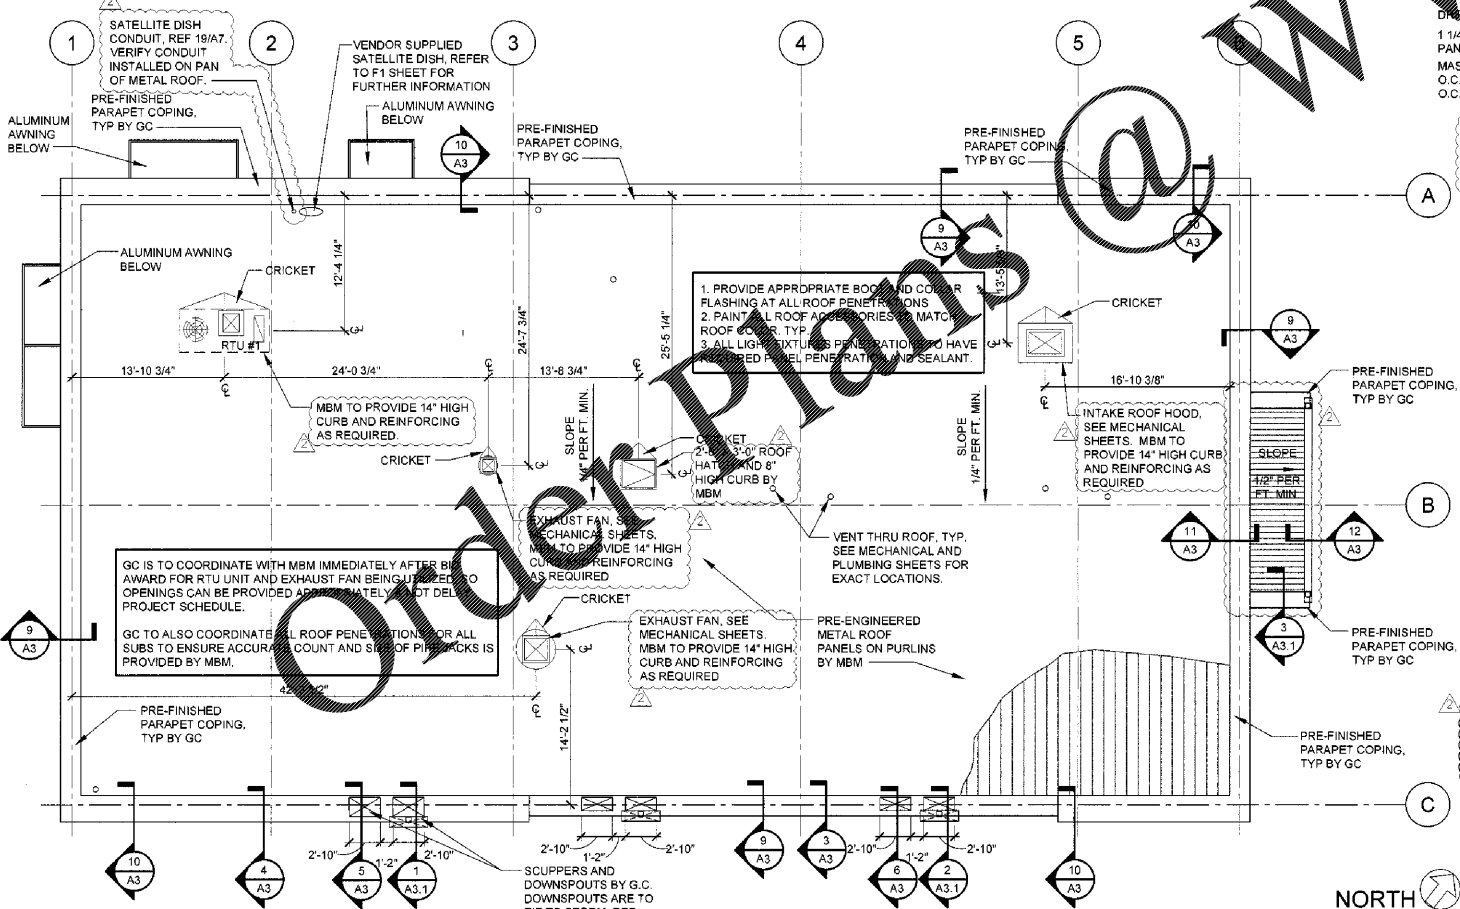 1
2
3
4
5
6
2
SATELLITE DISH
CONDUIT, REF 19/A7.
VERIFY CONDUIT
INSTALLED ON PAN
OF METAL ROOF.
VENDOR SUPPLIED
SATELLITE DISH, REFER
TO F1 SHEET FOR
FURTHER INFORMATION
PRE-FINISHED
PARAPET COPING,
TYP BY GC
ALUMINUM
AWNING
BELOW
ALUMINUM AWNING
BELOW
10
A3
PRE-FINISHED
PARAPET COPING,
TYP BY GC
PRE-FINISHED
PARAPET COPING,
TYP BY GC
1 1/4
PAN
MAS
O.C.
O.C.
A
9
A3
10
A3
ALUMINUM AWNING
BELOW
CRICKET
12'-4 1/4"
24'-7 3/4"
25'-5 1/4"
1. PROVIDE APPROPRIATE BOOT AND COLLAR
FLASHING AT ALL ROOF PENETRATIONS
2. PAINT ALL ROOF ACCESSORIES TO MATCH
ROOF COLOR, TYP.
3. ALL LIGHT FIXTURES PENETRATIONS TO HAVE
REQUIRED PANEL PENETRATION AND SEALANT.
CRICKET
9
A3
RTU #1
13'-10 3/4"
24'-0 3/4"
13'-8 3/4"
16'-10 3/8"
PRE-FINISHED
PARAPET COPING,
TYP BY GC
MBM TO PROVIDE 14" HIGH
CURB AND REINFORCING
AS REQUIRED.
2
CRICKET
SLOPE
1/4" PER FT. MIN.
CRICKET
2'-6" X 3'-0" ROOF
HATCH AND 8"
HIGH CURB BY
MBM
2
SLOPE
1/4" PER FT. MIN.
INTAKE ROOF HOOD,
SEE MECHANICAL
SHEETS. MBM TO
PROVIDE 14" HIGH CURB
AND REINFORCING AS
REQUIRED
2
2
SLOPE
1/2" PER
FT. MIN
B
EXHAUST FAN, SEE
MECHANICAL SHEETS.
MBM TO PROVIDE 14" HIGH
CURB AND REINFORCING
AS REQUIRED
2
VENT THRU ROOF, TYP.
SEE MECHANICAL AND
PLUMBING SHEETS FOR
EXACT LOCATIONS.
11
A3
12
A3
GC IS TO COORDINATE WITH MBM IMMEDIATELY AFTER BID
AWARD FOR RTU UNIT AND EXHAUST FAN BEING UTILIZED, SO
OPENINGS CAN BE PROVIDED APPROPRIATELY & NOT DELAY
PROJECT SCHEDULE.
GC TO ALSO COORDINATE ALL ROOF PENETRATIONS FOR ALL
SUBS TO ENSURE ACCURATE COUNT AND SIZE OF PIPE JACKS IS
PROVIDED BY MBM.
9
A3
CRICKET
EXHAUST FAN, SEE
MECHANICAL SHEETS.
MBM TO PROVIDE 14" HIGH
CURB AND REINFORCING
AS REQUIRED
2
PRE-ENGINEERED
METAL ROOF
PANELS ON PURLINS
BY MBM
3
A3.1
PRE-FINISHED
PARAPET COPING,
TYP BY GC
14'-2 1/2"
PRE-FINISHED
PARAPET COPING,
TYP BY GC
PRE-FINISHED
PARAPET COPING,
TYP BY GC
2
C
2'-10"
1'-2"
2'-10"
2'-10"
1'-2"
2'-10"
2'-10"
1'-2"
2'-10"
10
A3
4
A3
5
A3
1
A3.1
9
A3
3
A3
6
A3
2
A3.1
10
A3
SCUPPERS AND
DOWNSPOUTS BY G.C.
DOWNSPOUTS ARE TO
NORTH
Order Plans @ W